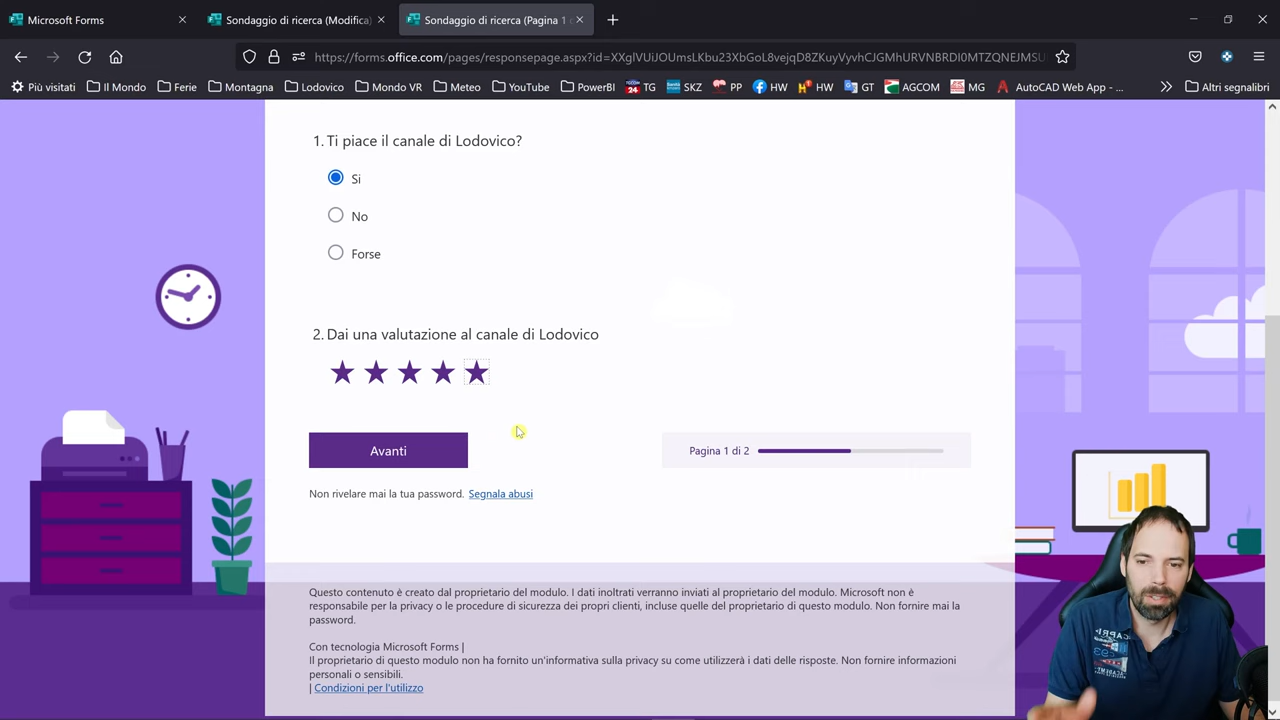 Microsoft Forms
Sondaggio di ricerca (Modifica)
Sondaggio di ricerca (Pagina 1
https://forms.office.com/pages/responsepage.aspx?
Più visitati
Il Mondo
Ferie
Montagna
Lodovico
Mondo VR
Meteo
YouTube
PowerBI
TG
SKZ
PP
HW
HW
GT
AGCOM
MG
AutoCAD Web App - ...
Altri segnalibri
1. Ti piace il canale di Lodovico?
Si
No
Forse
2. Dai una valutazione al canale di Lodovico
Avanti
Pagina 1 di 2
Non rivelare mai la tua password. Segnala abusi
Questo contenuto è creato dal proprietario del modulo. I dati inoltrati verranno inviati al proprietario del modulo. Microsoft non è
responsabile per la privacy o le procedure di sicurezza dei propri clienti, incluse quelle del proprietario di questo modulo. Non fornire mai la
password.
Con tecnologia Microsoft Forms |
Il proprietario di questo modulo non ha fornito un'informativa sulla privacy su come utilizzerà i dati delle risposte. Non fornire informazioni
personali o sensibili.
| Condizioni per l'utilizzo